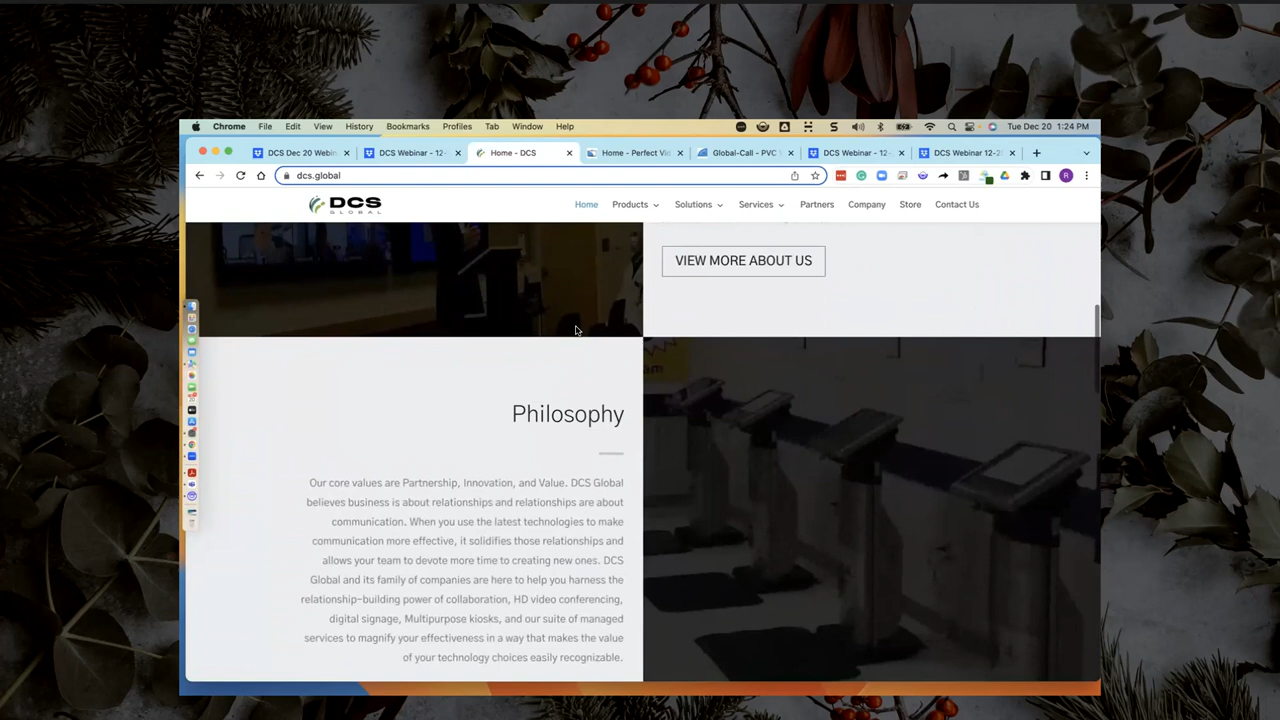 Chrome File Edit View History Bookmarks Profiles Tab Window Help Tue Dec 20 1:24 PM
DCS Dec 20 Webin DCS Webinar - 12- Home - DCS Home - Perfect Vid Global-Call - PVC DCS Webinar - 12- DCS Webinar 12-2
dcs.global
DCS
GLOBAL
Home Products Solutions Services Partners Company Store Contact Us
VIEW MORE ABOUT US
Philosophy
Our core values are Partnership, Innovation, and Value. DCS Global
believes business is about relationships and relationships are about
communication. When you use the latest technologies to make
communication more effective, it solidifies those relationships and
allows your team to devote more time to creating new ones. DCS
Global and its family of companies are here to help you harness the
relationship-building power of collaboration, HD video conferencing,
digital signage, Multipurpose kiosks, and our suite of managed
services to magnify your effectiveness in a way that makes the value
of your technology choices easily recognizable.